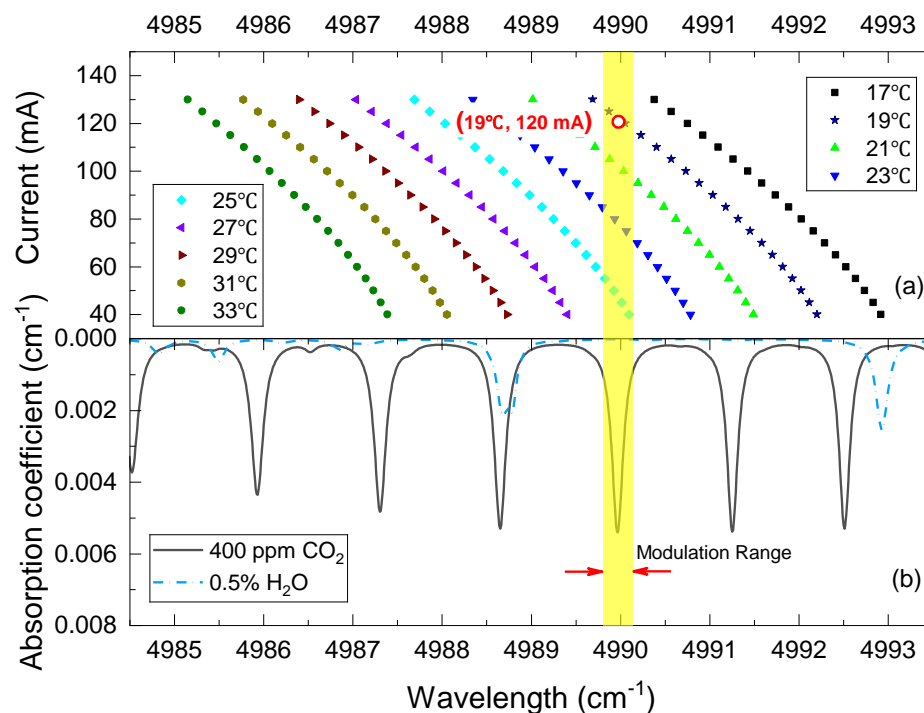 4985 4986 4987 4988 4989 4990 4991 4992 4993
140
120
100
80
60
40
Current (mA)
(19℃, 120 mA)
17℃
19℃
21℃
23℃
25℃
27℃
29℃
31℃
33℃
(a)
0.000
0.002
0.004
0.006
0.008
Absorption coefficient (cm⁻¹)
400 ppm CO₂
0.5% H₂O
Modulation Range
(b)
4985 4986 4987 4988 4989 4990 4991 4992 4993
Wavelength (cm⁻¹)